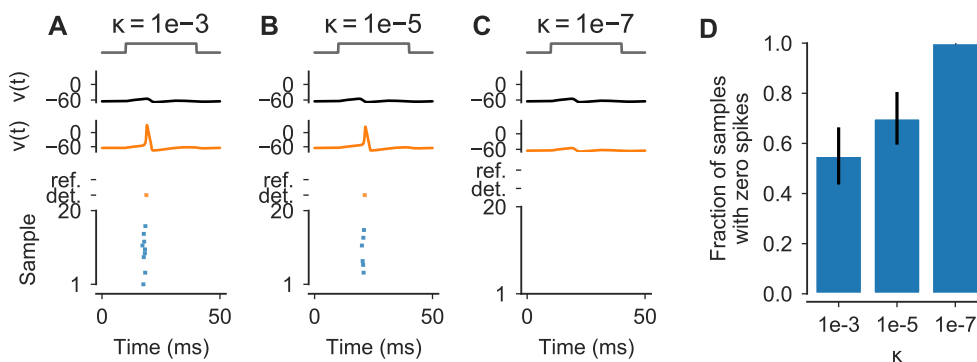 A
κ = 1e−3
v(t)
0
−60
v(t)
−60
ref.
det.
20
Sample
1
0
50
Time (ms)
B
κ = 1e−5
0
−60
−60
ref.
det.
20
1
0
50
Time (ms)
C
κ = 1e−7
0
−60
0
−60
ref.
det.
20
1
0
50
Time (ms)
D
Fraction of samples
with zero spikes
1.0
0.8
0.6
0.4
0.2
0.0
1e-3
1e-5
1e-7
κ